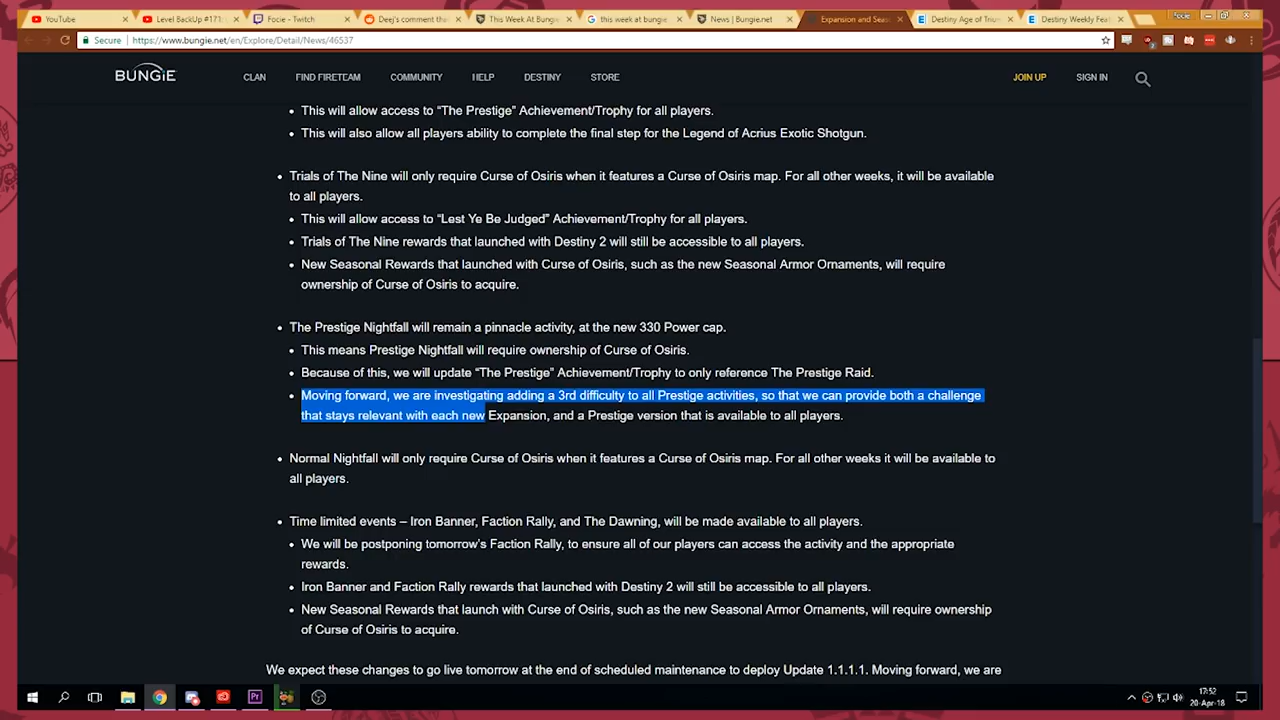 YouTube
Level BackUp #171:
Focie - Twitch
Deej's comment the
This Week At Bungie
this week at bungie
News | Bungie.net
Expansion and Seas
Destiny Age of Trium
Destiny Weekly Feat
Focie
Secure
https://www.bungie.net/en/Explore/Detail/News/46537
BUNGIE
CLAN
FIND FIRETEAM
COMMUNITY
HELP
DESTINY
STORE
JOIN UP
SIGN IN
• This will allow access to “The Prestige” Achievement/Trophy for all players.
• This will also allow all players ability to complete the final step for the Legend of Acrius Exotic Shotgun.
• Trials of The Nine will only require Curse of Osiris when it features a Curse of Osiris map. For all other weeks, it will be available
to all players.
• This will allow access to “Lest Ye Be Judged” Achievement/Trophy for all players.
• Trials of The Nine rewards that launched with Destiny 2 will still be accessible to all players.
• New Seasonal Rewards that launched with Curse of Osiris, such as the new Seasonal Armor Ornaments, will require
ownership of Curse of Osiris to acquire.
• The Prestige Nightfall will remain a pinnacle activity, at the new 330 Power cap.
• This means Prestige Nightfall will require ownership of Curse of Osiris.
• Because of this, we will update “The Prestige” Achievement/Trophy to only reference The Prestige Raid.
• Moving forward, we are investigating adding a 3rd difficulty to all Prestige activities, so that we can provide both a challenge
that stays relevant with each new Expansion, and a Prestige version that is available to all players.
• Normal Nightfall will only require Curse of Osiris when it features a Curse of Osiris map. For all other weeks it will be available to
all players.
• Time limited events – Iron Banner, Faction Rally, and The Dawning, will be made available to all players.
• We will be postponing tomorrow's Faction Rally, to ensure all of our players can access the activity and the appropriate
rewards.
• Iron Banner and Faction Rally rewards that launched with Destiny 2 will still be accessible to all players.
• New Seasonal Rewards that launch with Curse of Osiris, such as the new Seasonal Armor Ornaments, will require ownership
of Curse of Osiris to acquire.
We expect these changes to go live tomorrow at the end of scheduled maintenance to deploy Update 1.1.1.1. Moving forward, we are
Pr
17:52
20-Apr-18